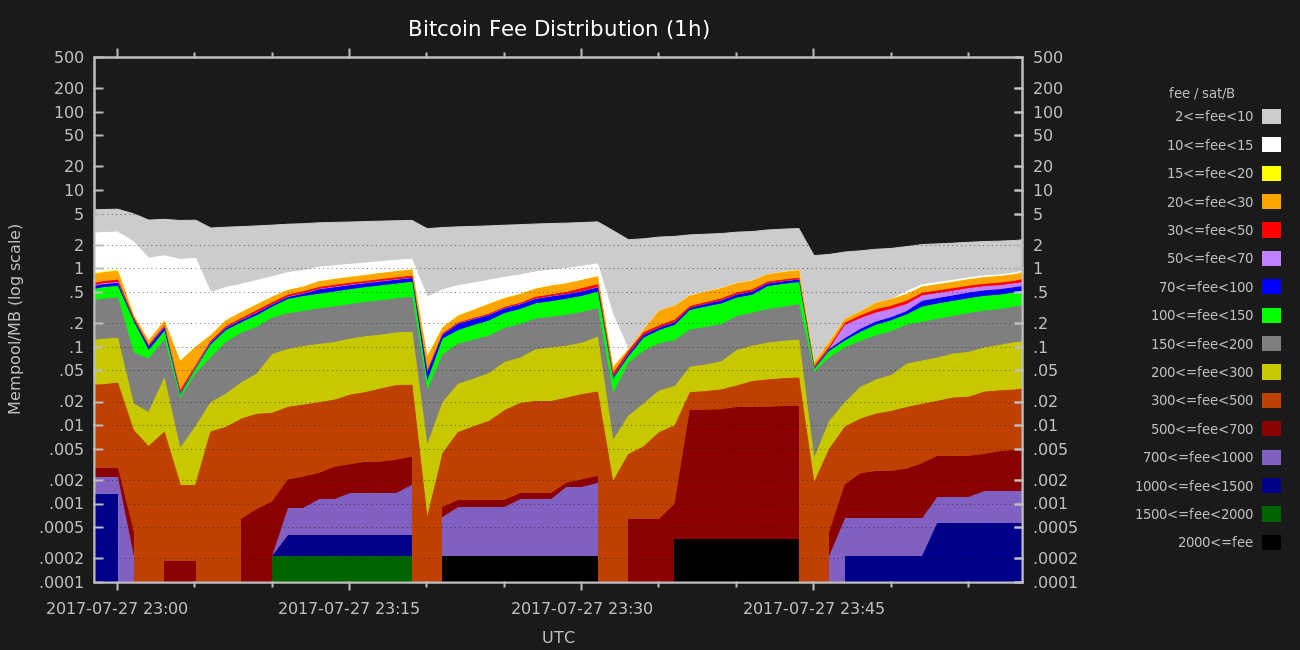 Bitcoin Fee Distribution (1h)
500 500
200 200
100 100
50 50
20 20
10 10
5 5
2 2
1 1
.5 .5
.2 .2
.1 .1
.05 .05
.02 .02
.01 .01
.005 .005
.002 .002
.001 .001
.0005 .0005
.0002 .0002
.0001 .0001
Mempool/MB (log scale)
2017-07-27 23:00 2017-07-27 23:15 2017-07-27 23:30 2017-07-27 23:45
UTC
fee / sat/B
2<=fee<10
10<=fee<15
15<=fee<20
20<=fee<30
30<=fee<50
50<=fee<70
70<=fee<100
100<=fee<150
150<=fee<200
200<=fee<300
300<=fee<500
500<=fee<700
700<=fee<1000
1000<=fee<1500
1500<=fee<2000
2000<=fee